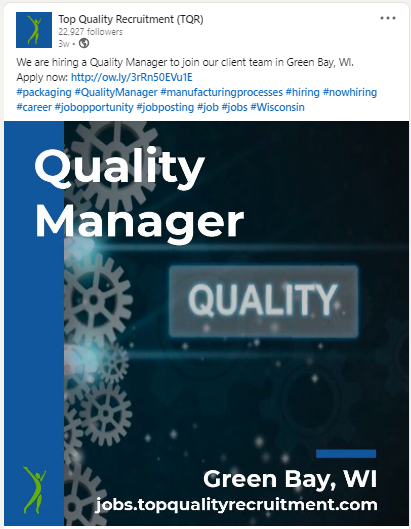 Top Quality Recruitment (TQR)
22,927 followers
3w •
We are hiring a Quality Manager to join our client team in Green Bay, WI.
Apply now: http://ow.ly/3rRn50EVu1E
#packaging #QualityManager #manufacturingprocesses #hiring #nowhiring
#career #jobopportunity #jobposting #job #jobs #Wisconsin
Quality
Manager
QUALITY
Green Bay, WI
jobs.topqualityrecruitment.com